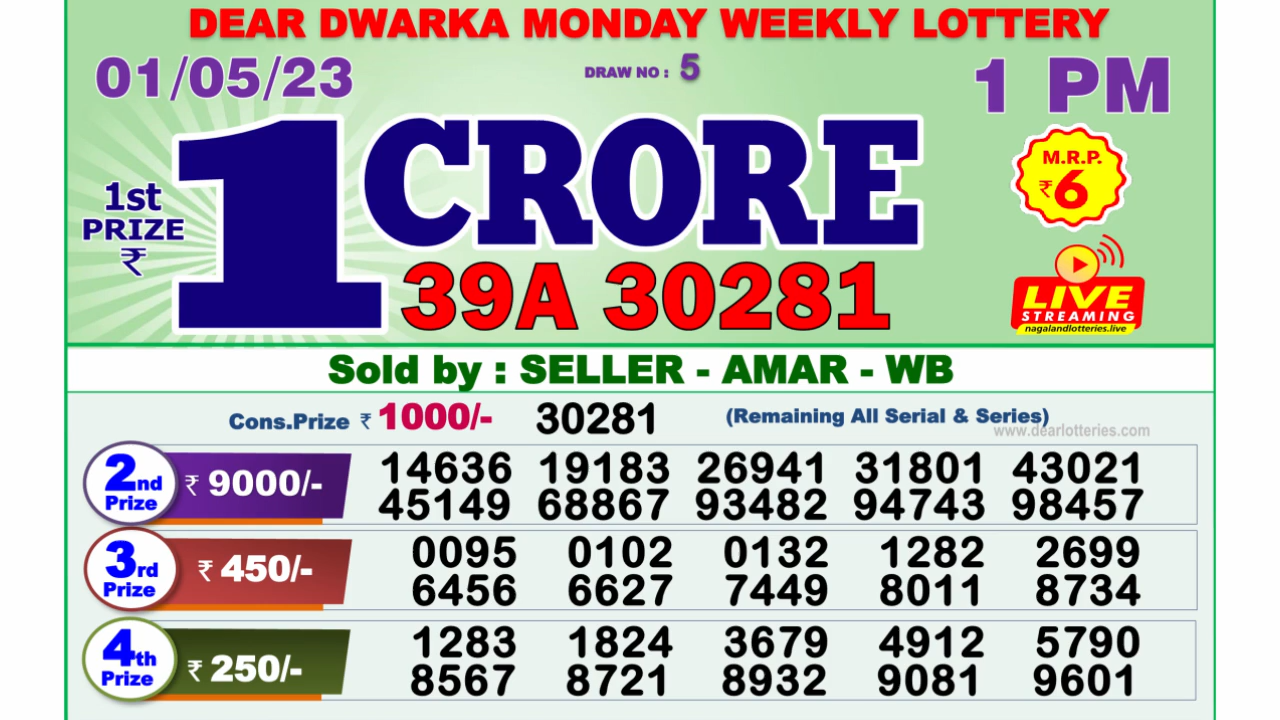 DEAR DWARKA MONDAY WEEKLY LOTTERY
01/05/23
DRAW NO : 5
1 PM
1st
PRIZE
₹
1 CRORE
39A 30281
M.R.P.
₹6
LIVE
STREAMING
nagalandlotteries.live
Sold by : SELLER - AMAR - WB
Cons.Prize ₹ 1000/- 30281 (Remaining All Serial & Series)
www.dearlotteries.com
2nd Prize ₹ 9000/-
14636 19183 26941 31801 43021
45149 68867 93482 94743 98457
3rd Prize ₹ 450/-
0095 0102 0132 1282 2699
6456 6627 7449 8011 8734
4th Prize ₹ 250/-
1283 1824 3679 4912 5790
8567 8721 8932 9081 9601